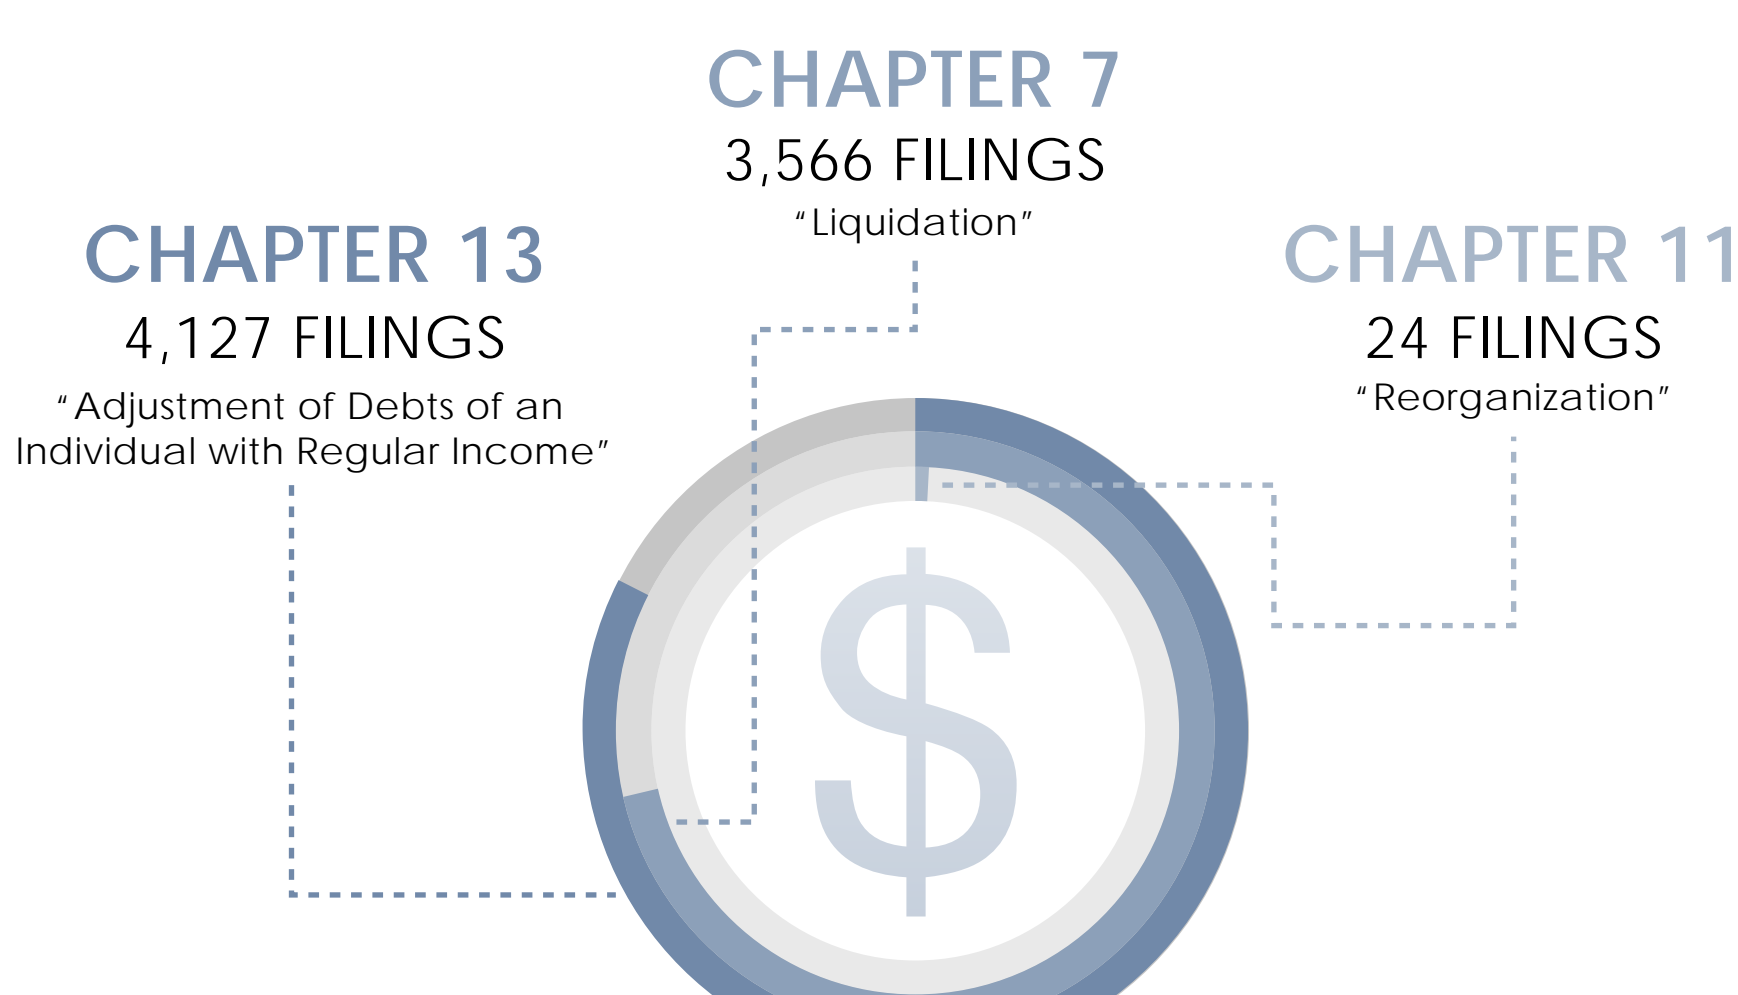 CHAPTER 7
3,566 FILINGS
“Liquidation”
CHAPTER 13
4,127 FILINGS
“Adjustment of Debts of an
Individual with Regular Income”
CHAPTER 11
24 FILINGS
“Reorganization”
$